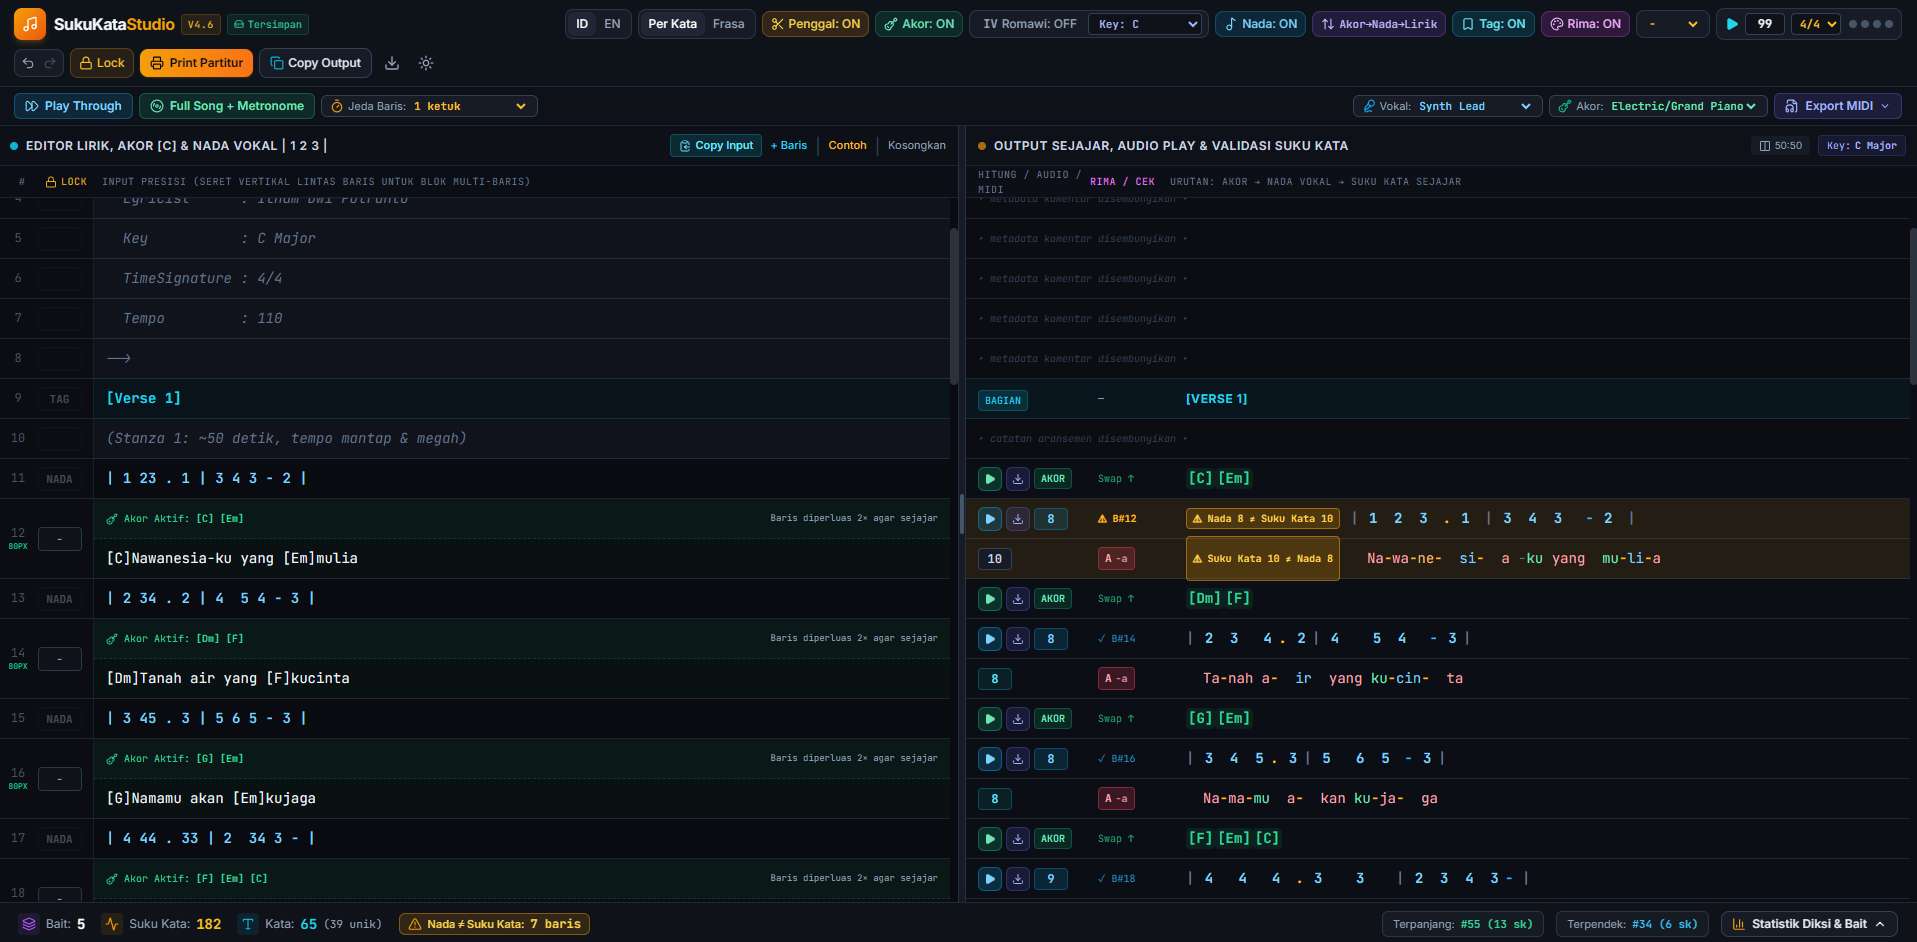 SukuKataStudio V4.6 Tersimpan ID EN Per Kata Frasa Penggal: ON Akor: ON IV Romawi: OFF Key: C Nada: ON Akor→Nada→Lirik Tag: ON Rima: ON - 99 4/4
Lock Print Partitur Copy Output
Play Through Full Song + Metronome Jeda Baris: 1 ketuk Vokal: Synth Lead Akor: Electric/Grand Piano Export MIDI
EDITOR LIRIK, AKOR [C] & NADA VOKAL | 1 2 3 | Copy Input + Baris Contoh Kosongkan
# LOCK INPUT PRESISI (SERET VERTIKAL LINTAS BARIS UNTUK BLOK MULTI-BARIS)
4 Lyricist : Ilham Dwi Putranto
5 Key : C Major
6 TimeSignature : 4/4
7 Tempo : 110
8 -->
9 TAG [Verse 1]
10 (Stanza 1: ~50 detik, tempo mantap & megah)
11 NADA | 1 23 . 1 | 3 4 3 - 2 |
12 80PX - Akor Aktif: [C] [Em] Baris diperluas 2× agar sejajar
[C]Nawanesia-ku yang [Em]mulia
13 NADA | 2 34 . 2 | 4  5 4 - 3 |
14 80PX - Akor Aktif: [Dm] [F] Baris diperluas 2× agar sejajar
[Dm]Tanah air yang [F]kucinta
15 NADA | 3 45 . 3 | 5 6 5 - 3 |
16 80PX - Akor Aktif: [G] [Em] Baris diperluas 2× agar sejajar
[G]Namamu akan [Em]kujaga
17 NADA | 4 44 . 33 | 2  34 3 - |
18 - Akor Aktif: [F] [Em] [C] Baris diperluas 2× agar sejajar
OUTPUT SEJAJAR, AUDIO PLAY & VALIDASI SUKU KATA 50:50 Key: C Major
HITUNG / AUDIO / MIDI RIMA / CEK URUTAN: AKOR → NADA VOKAL → SUKU KATA SEJAJAR
• metadata komentar disembunyikan •
• metadata komentar disembunyikan •
• metadata komentar disembunyikan •
• metadata komentar disembunyikan •
• metadata komentar disembunyikan •
BAGIAN — [VERSE 1]
• catatan aransemen disembunyikan •
AKOR Swap ↑ [C] [Em]
8 ⚠ B#12 ⚠ Nada 8 ≠ Suku Kata 10 | 1 2 3 . 1 | 3 4 3 - 2 |
10 A -a ⚠ Suku Kata 10 ≠ Nada 8 Na-wa-ne- si- a -ku yang mu-li-a
AKOR Swap ↑ [Dm] [F]
8 ✓ B#14 | 2 3 4 . 2 | 4 5 4 - 3 |
8 A -a Ta-nah a- ir yang ku-cin- ta
AKOR Swap ↑ [G] [Em]
8 ✓ B#16 | 3 4 5 . 3 | 5 6 5 - 3 |
8 A -a Na-ma-mu a- kan ku-ja- ga
AKOR Swap ↑ [F] [Em] [C]
9 ✓ B#18 | 4 4 4 . 3 3 | 2 3 4 3 - |
Bait: 5 Suku Kata: 182 Kata: 65 (39 unik) Nada ≠ Suku Kata: 7 baris Terpanjang: #55 (13 sk) Terpendek: #34 (6 sk) Statistik Diksi & Bait